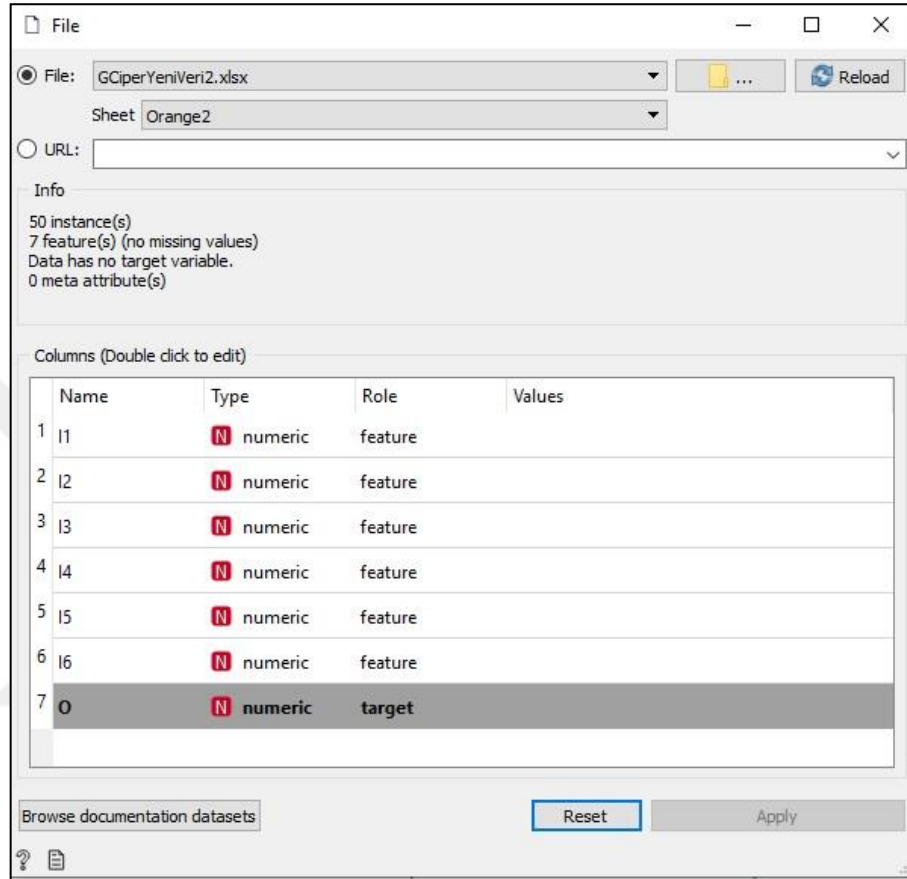 File
File: GCiperYeniVeri2.xlsx ... Reload
Sheet Orange2
URL:
Info
50 instance(s)
7 feature(s) (no missing values)
Data has no target variable.
0 meta attribute(s)
Columns (Double click to edit)
Name Type Role Values
1 I1 N numeric feature
2 I2 N numeric feature
3 I3 N numeric feature
4 I4 N numeric feature
5 I5 N numeric feature
6 I6 N numeric feature
7 O N numeric target
Browse documentation datasets Reset Apply
?